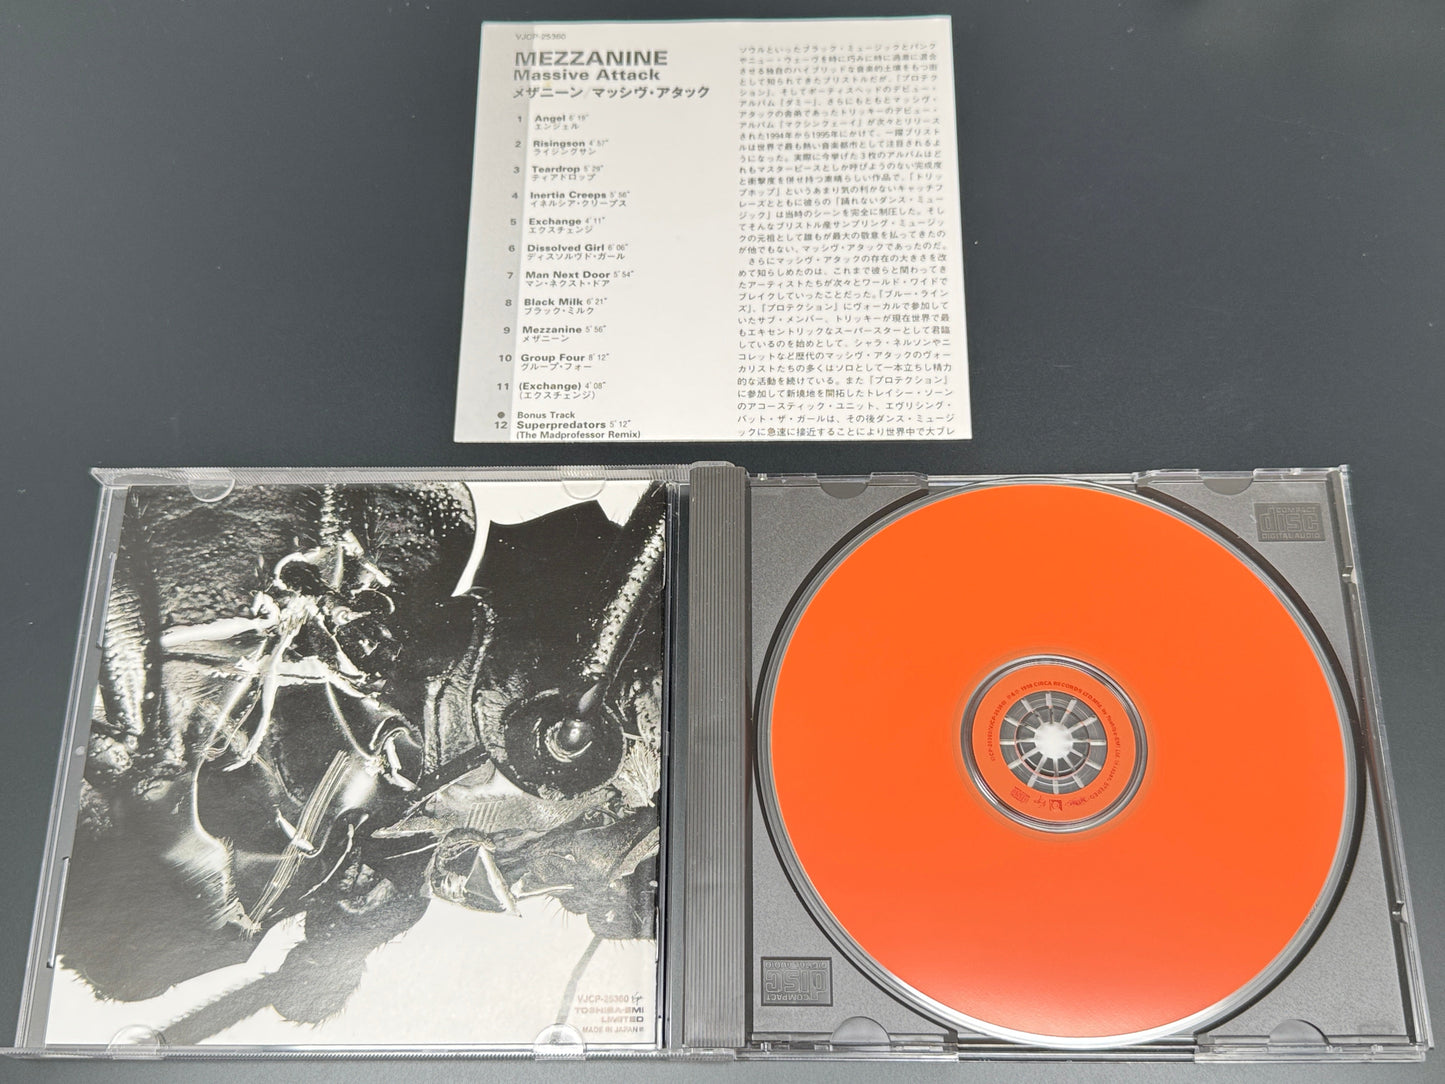 VJCP-25360
MEZZANINE
Massive Attack
メザニーン/マッシヴ・アタック
1 Angel 6'18"
エンジェル
2 Risingson 4'57"
ライジングサン
3 Teardrop 5'29"
ティアドロップ
4 Inertia Creeps 5'56"
イネルシア・クリープス
5 Exchange 4'11"
エクスチェンジ
6 Dissolved Girl 6'06"
ディスソルヴド・ガール
7 Man Next Door 5'54"
マン・ネクスト・ドア
8 Black Milk 6'21"
ブラック・ミルク
9 Mezzanine 5'56"
メザニーン
10 Group Four 8'12"
グループ・フォー
11 (Exchange) 4'08"
(エクスチェンジ)
● Bonus Track
12 Superpredators 5'12"
(The Madprofessor Remix)
ソウルといったブラック・ミュージックとパンク
やニュー・ウェーヴを時に巧みに時に過激に混合
させる独自のハイブリッドな音楽的土壌をもつ街
として知られてきたブリストルだが、『プロテク
ション』、そしてポーティスヘッドのデビュー・
アルバム『ダミー』、さらにもともとマッシヴ・
アタックの舎弟であったトリッキーのデビュー・
アルバム『マクシンクェーイ』が次々とリリース
された1994年から1995年にかけて、一躍ブリスト
ルは世界で最も熱い音楽都市として注目されるよ
うになった。実際に今挙げた3枚のアルバムはど
れもマスターピースとしか呼びようのない完成度
と衝撃度を併せ持つ素晴らしい作品で、「トリッ
プホップ」というあまり気の利かないキャッチフ
レーズとともに彼らの「踊れないダンス・ミュー
ジック」は当時のシーンを完全に制圧した。そし
てそんなブリストル産サンプリング・ミュージッ
クの元祖として誰もが最大の敬意を払ってきたの
が他でもない、マッシヴ・アタックであったのだ。
さらにマッシヴ・アタックの存在の大きさを改
めて知らしめたのは、これまで彼らと関わってき
たアーティストたちが次々とワールド・ワイドで
ブレイクしていったことだった。『ブルー・ライン
ズ』、『プロテクション』にヴォーカルで参加して
いたサブ・メンバー、トリッキーが現在世界で最
もエキセントリックなスーパースターとして君臨
しているのを始めとして、シャラ・ネルソンやニ
コレットなど歴代のマッシヴ・アタックのヴォー
カリストたちの多くはソロとして一本立ちし精力
的な活動を続けている。また『プロテクション』
に参加して新境地を開拓したトレイシー・ソーン
のアコースティック・ユニット、エヴリシング・
バット・ザ・ガールは、その後ダンス・ミュージ
ックに急速に接近することにより世界中で大ブレ
VJCP-25360
TOSHIBA-EMI
LIMITED
MADE IN JAPAN
COMPACT
disc
DIGITAL AUDIO
COMPACT
disc
DIGITAL AUDIO
1998 CIRCA RECORDS LTD